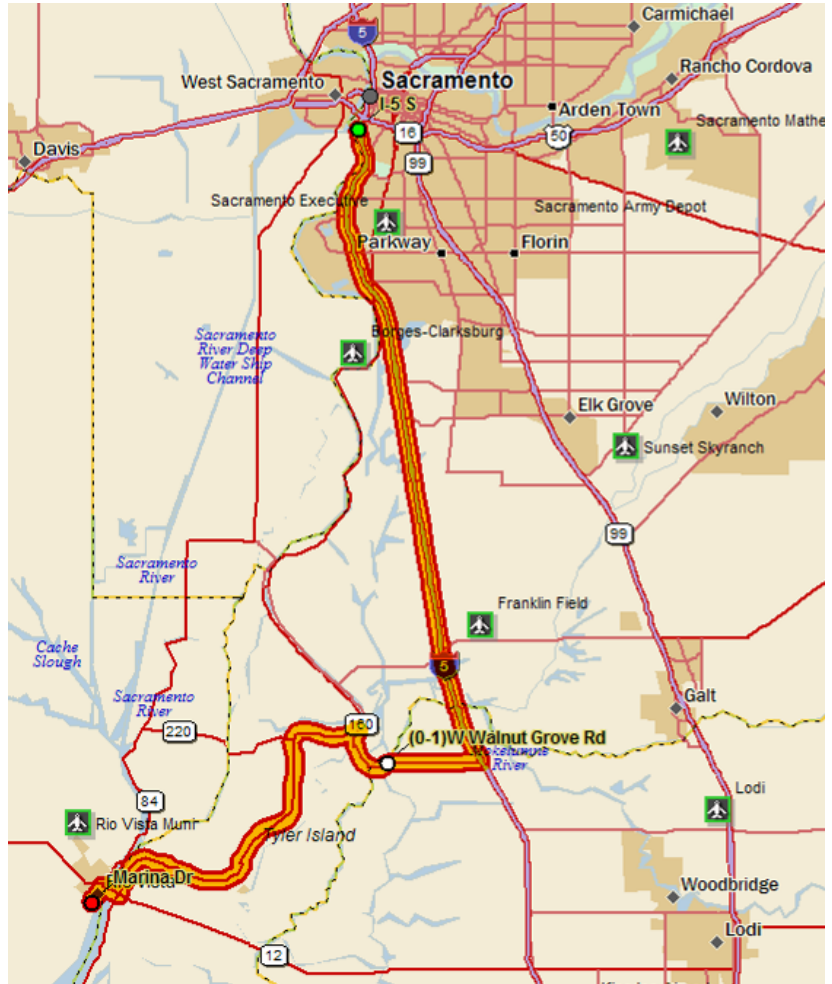 Carmichael
5
Rancho Cordova
West Sacramento
Sacramento
I-5 S
Arden Town
16
50
Sacramento Mathe
Davis
99
Sacramento Executive
Sacramento Army Depot
Parkway
Florin
Borges-Clarksburg
Sacramento
River Deep
Water Ship
Channel
Elk Grove
Wilton
Sunset Skyranch
99
Sacramento
River
Franklin Field
Cache
Slough
5
Sacramento
River
Galt
160
220
(0-1)W Walnut Grove Rd
River
84
Lodi
Rio Vista Muni
Tyler Island
Marina Dr
Woodbridge
Lodi
12